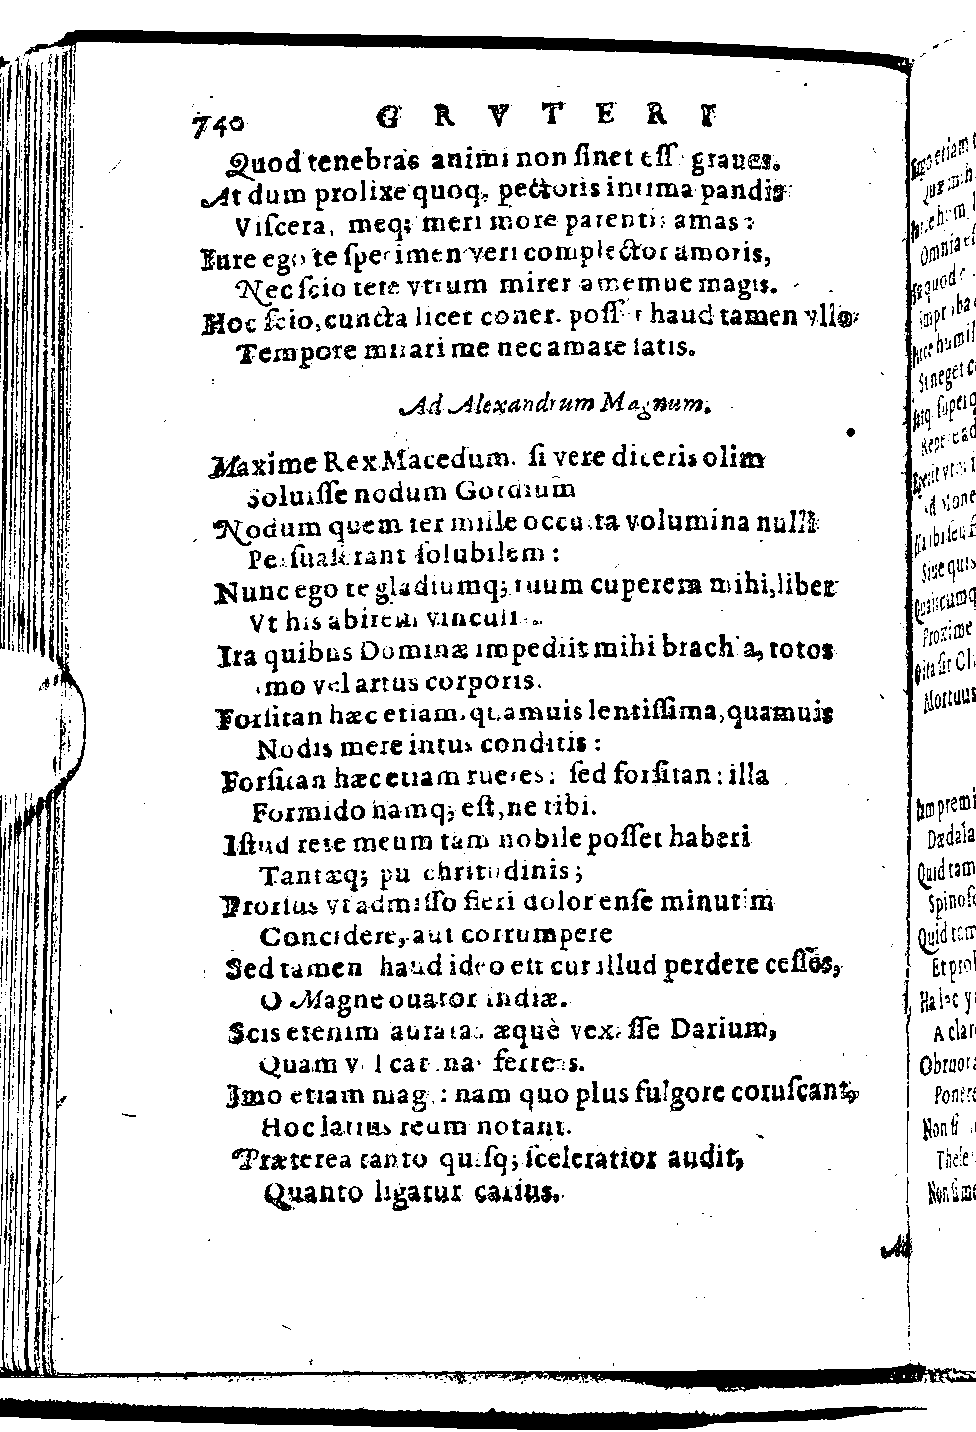 740 GRVTERI
Quod tenebras animi non ſinet eſſe graues.
At dum prolixe quoq; pectoris intima pandis
Viſcera, meq; meri more parentis amas:
Iure ego te ſpecimen veri complector amoris,
Nec ſcio te re vtrum mirer amemue magis.
Hoc ſcio, cuncta licet coner, poſſe haud tamen vllo
Tempore mirari me nec amare ſatis.
Ad Alexandrum Magnum.
Maxime Rex Macedum, ſi vere diceris olim
Soluiſſe nodum Gordium
Nodum quem ter mille occulta volumina nulli
Perſuaſerant ſolubilem:
Nunc ego te gladiumq; tuum cuperem mihi, liber
Vt his abirem vinculis.
Ita quibus Dominæ impediit mihi brachia, totos
imo vel artus corporis.
Forſitan hæc etiam, quamuis lentiſſima, quamuis
Nodis mere intus conditis:
Forſitan hæc etiam rueres: ſed forſitan: illa
Formido namq; eſt, ne tibi.
Iſtud rete meum tam nobile poſſet haberi
Tantæq; pulchritudinis;
Prorſus vt admiſſo fieri dolor enſe minutim
Concidere, aut corrumpere
Sed tamen haud ideo eſt cur illud perdere ceſſes,
O Magne ouator indiæ.
Scis etenim auratas æquè vexaſſe Darium,
Quam vel catenas ferreas.
Imo etiam magis: nam quo plus fulgore coruſcant,
Hoc latius reum notant.
Præterea tanto quiſq; ſceleratior audit,
Quanto ligatur carius.